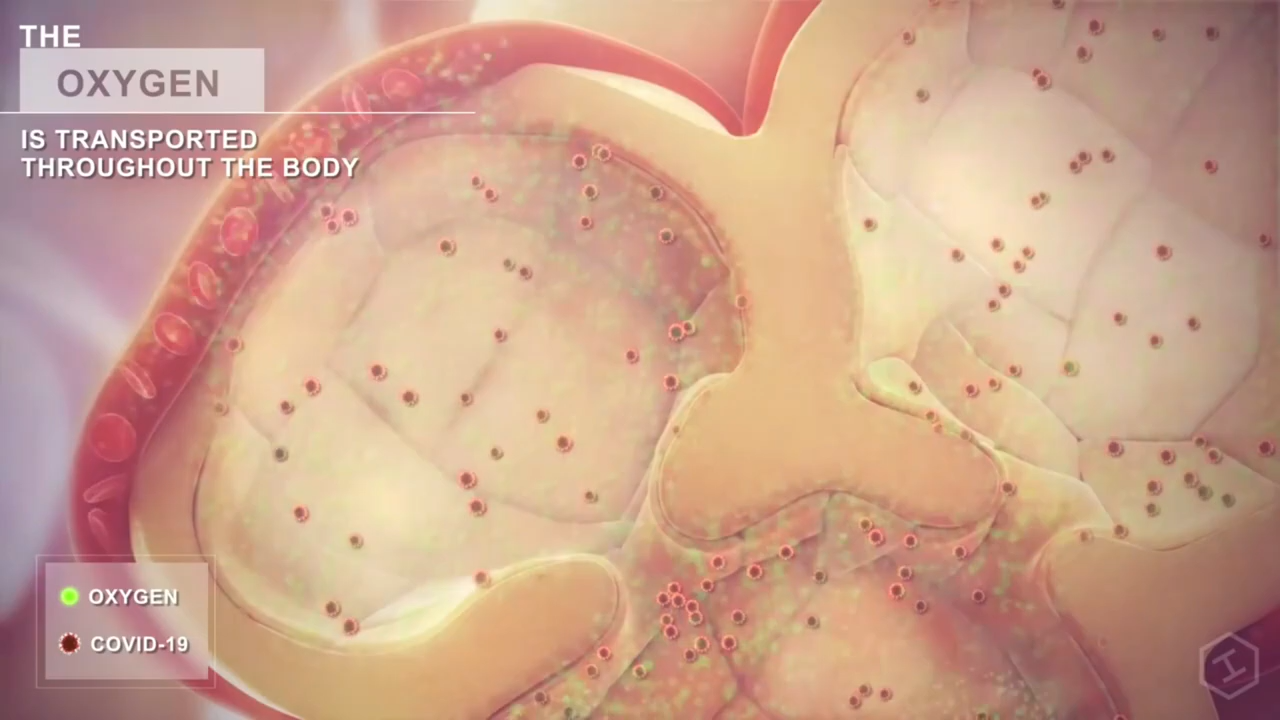 THE
OXYGEN
IS TRANSPORTED
THROUGHOUT THE BODY
OXYGEN
COVID-19